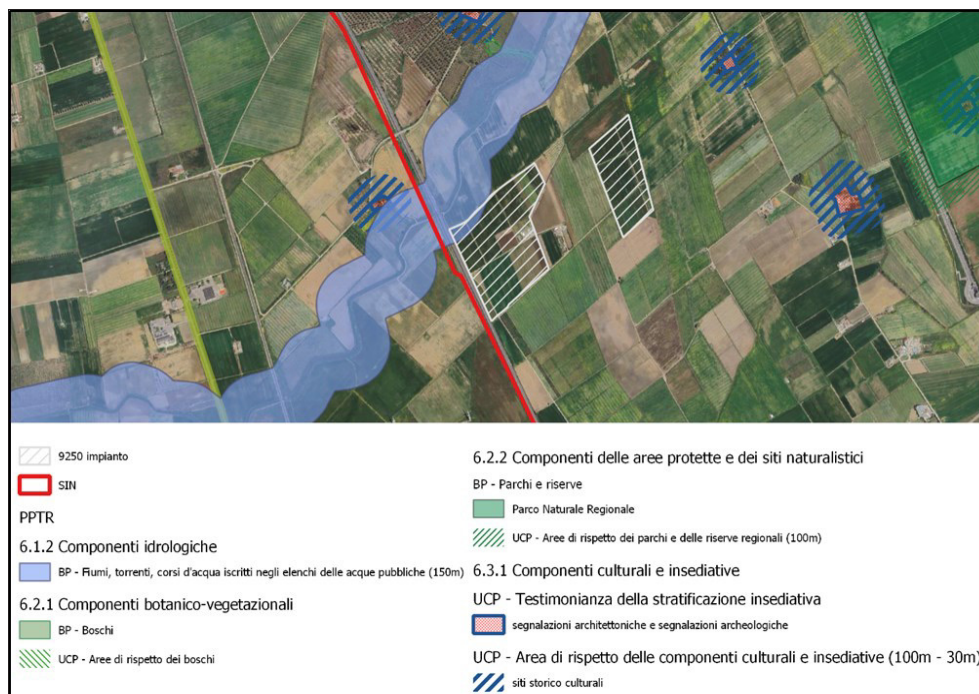 9250 impianto
SIN
PPTR
6.1.2 Componenti idrologiche
BP - Fiumi, torrenti, corsi d'acqua iscritti negli elenchi delle acque pubbliche (150m)
6.2.1 Componenti botanico-vegetazionali
BP - Boschi
UCP - Aree di rispetto dei boschi
6.2.2 Componenti delle aree protette e dei siti naturalistici
BP - Parchi e riserve
Parco Naturale Regionale
UCP - Aree di rispetto dei parchi e delle riserve regionali (100m)
6.3.1 Componenti culturali e insediative
UCP - Testimonianza della stratificazione insediativa
segnalazioni architettoniche e segnalazioni archeologiche
UCP - Area di rispetto delle componenti culturali e insediative (100m - 30m)
siti storico culturali